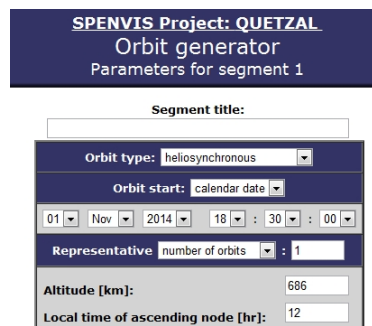 SPENVIS Project: QUETZAL
Orbit generator
Parameters for segment 1
Segment title:
Orbit type: heliosynchronous
Orbit start: calendar date
01 Nov 2014 18 : 30 : 00
Representative number of orbits : 1
Altitude [km]: 686
Local time of ascending node [hr]: 12